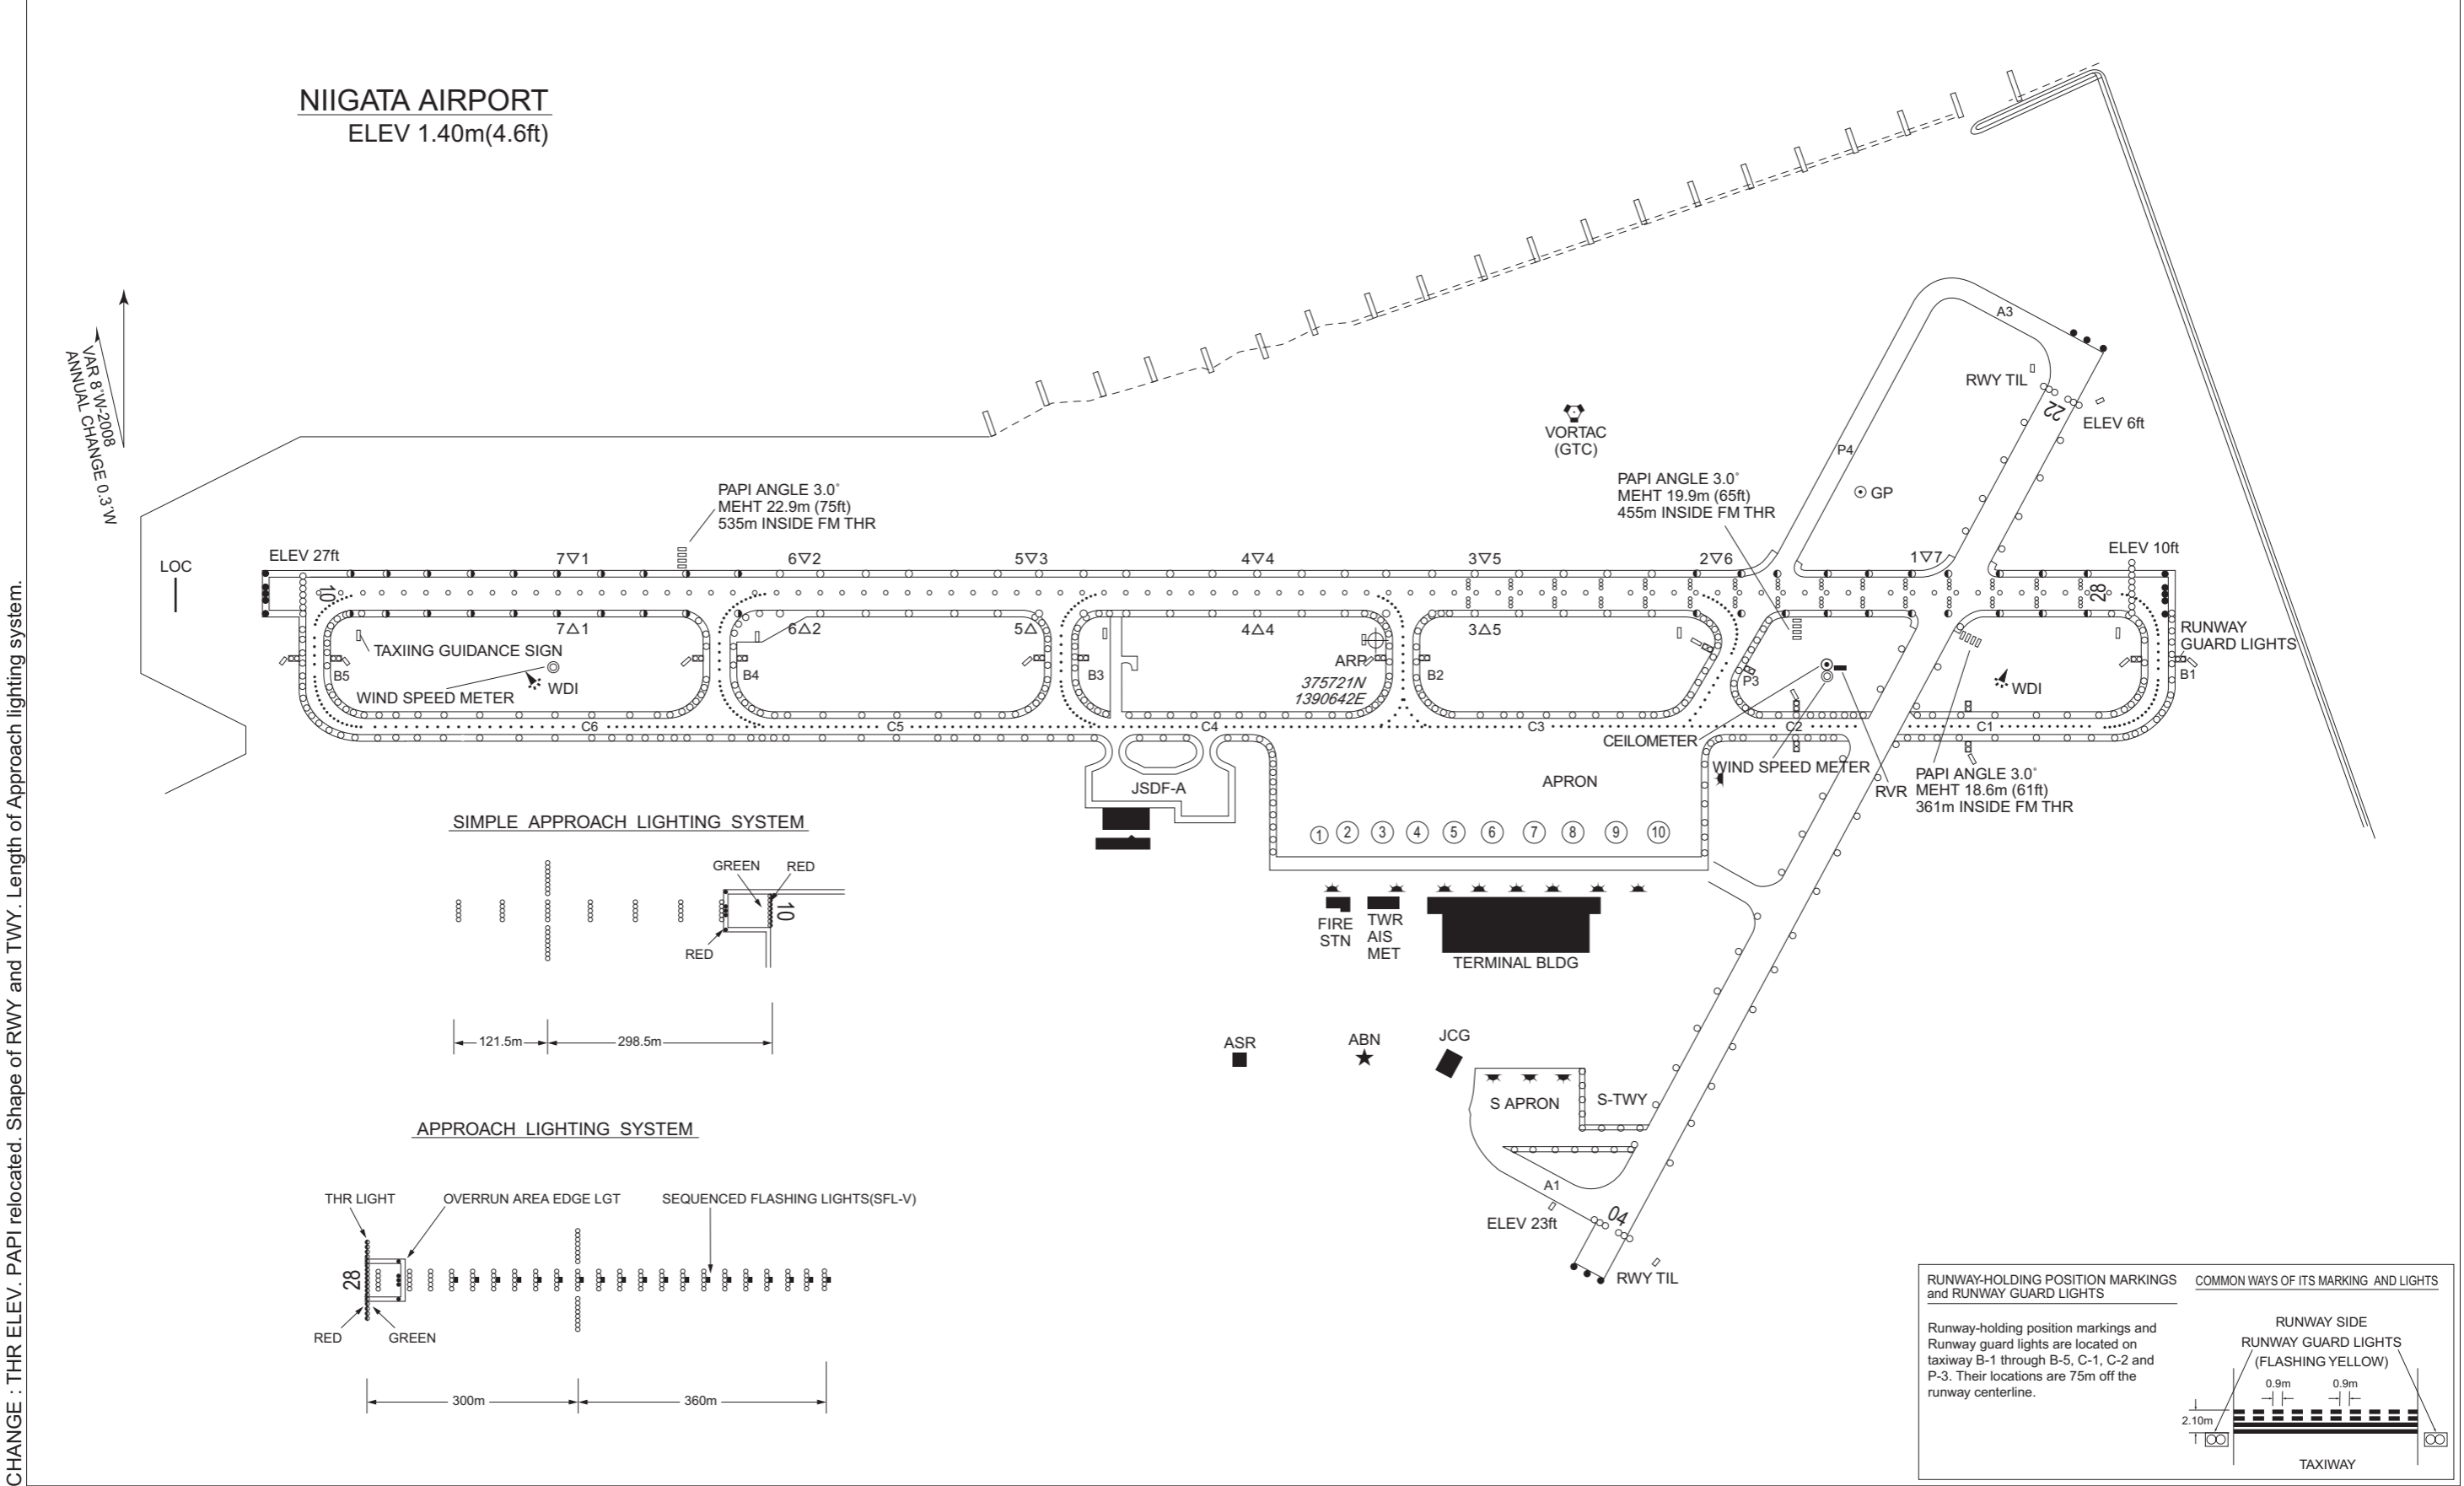 NIIGATA AIRPORT
ELEV 1.40m(4.6ft)
VAR 8˚W-2008
ANNUAL CHANGE 0.3˚W
A3
RWY TIL
22
ELEV 6ft
VORTAC
(GTC)
P4
GP
PAPI ANGLE 3.0˚
MEHT 22.9m (75ft)
535m INSIDE FM THR
PAPI ANGLE 3.0˚
MEHT 19.9m (65ft)
455m INSIDE FM THR
LOC
ELEV 27ft
7▽1
6▽2
5▽3
4▽4
3▽5
2▽6
1▽7
ELEV 10ft
10
28
7△1
6△2
5△
4△4
3△5
RUNWAY
GUARD LIGHTS
TAXIING GUIDANCE SIGN
WIND SPEED METER
WDI
B5
B4
B3
ARP
375721N
1390642E
B2
P3
WDI
B1
C6
C5
C4
C3
C2
C1
CEILOMETER
WIND SPEED METER
RVR
PAPI ANGLE 3.0˚
MEHT 18.6m (61ft)
361m INSIDE FM THR
JSDF-A
APRON
1
2
3
4
5
6
7
8
9
10
FIRE
STN
TWR
AIS
MET
TERMINAL BLDG
ASR
ABN
JCG
S APRON
S-TWY
A1
ELEV 23ft
04
RWY TIL
SIMPLE APPROACH LIGHTING SYSTEM
GREEN
RED
10
RED
121.5m
298.5m
APPROACH LIGHTING SYSTEM
THR LIGHT
OVERRUN AREA EDGE LGT
SEQUENCED FLASHING LIGHTS(SFL-V)
28
RED
GREEN
300m
360m
RUNWAY-HOLDING POSITION MARKINGS
and RUNWAY GUARD LIGHTS
Runway-holding position markings and
Runway guard lights are located on
taxiway B-1 through B-5, C-1, C-2 and
P-3. Their locations are 75m off the
runway centerline.
COMMON WAYS OF ITS MARKING AND LIGHTS
RUNWAY SIDE
RUNWAY GUARD LIGHTS
(FLASHING YELLOW)
0.9m
0.9m
2.10m
TAXIWAY
CHANGE : THR ELEV. PAPI relocated. Shape of RWY and TWY. Length of Approach lighting system.